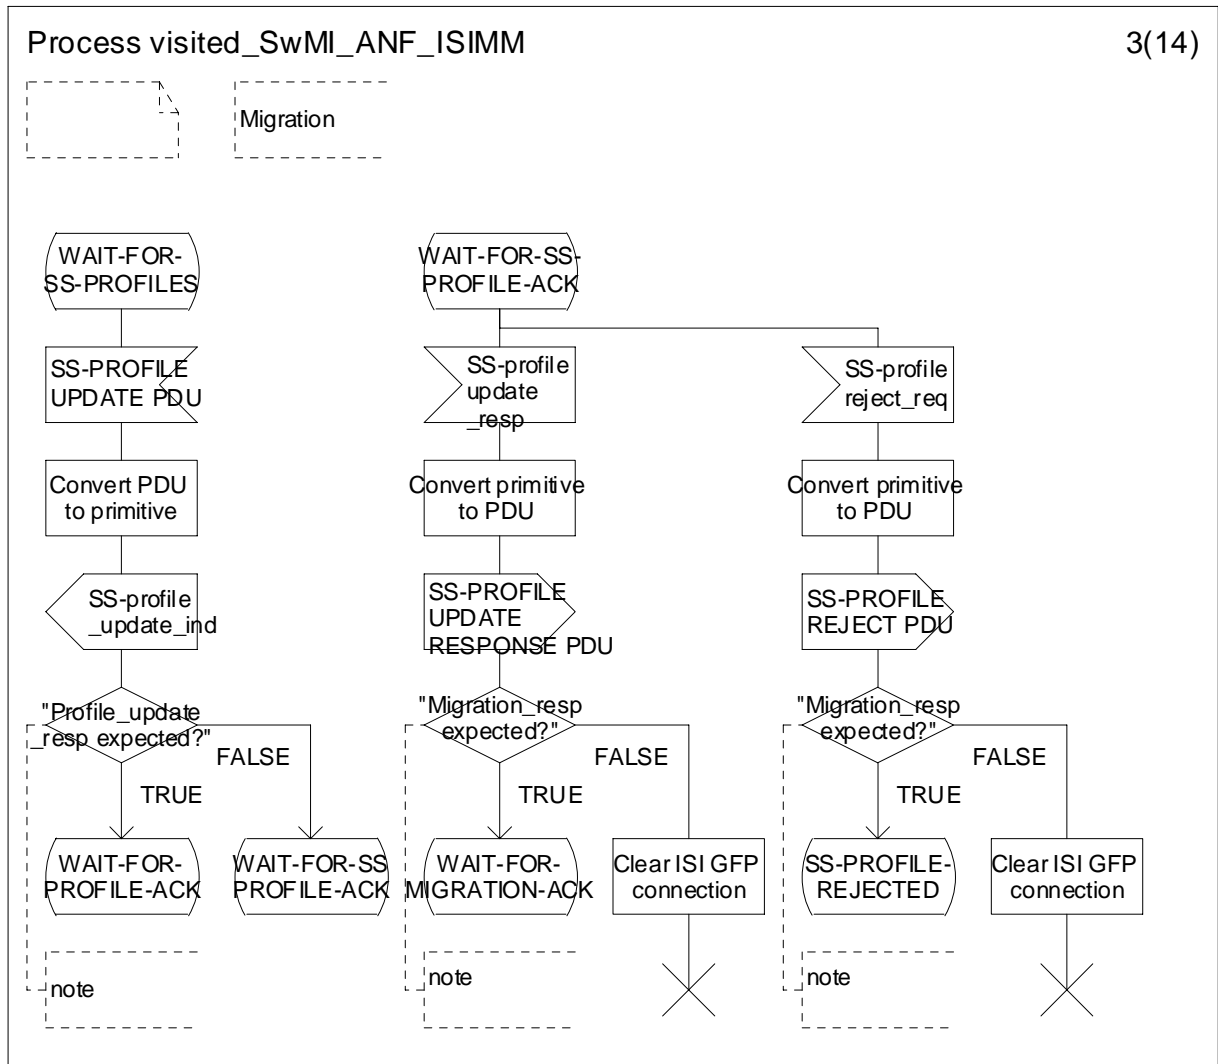 Process visited_SwMI_ANF_ISIMM
3(14)
Migration
WAIT-FOR-
SS-PROFILES
SS-PROFILE
UPDATE PDU
Convert PDU
to primitive
SS-profile
_update_ind
"Profile_update
_resp expected?"
FALSE
TRUE
WAIT-FOR-
PROFILE-ACK
WAIT-FOR-SS
PROFILE-ACK
note
WAIT-FOR-SS-
PROFILE-ACK
SS-profile
update
_resp
Convert primitive
to PDU
SS-PROFILE
UPDATE
RESPONSE PDU
"Migration_resp
expected?"
FALSE
TRUE
WAIT-FOR-
MIGRATION-ACK
Clear ISI GFP
connection
note
SS-profile
reject_req
Convert primitive
to PDU
SS-PROFILE
REJECT PDU
"Migration_resp
expected?"
FALSE
TRUE
SS-PROFILE-
REJECTED
Clear ISI GFP
connection
note